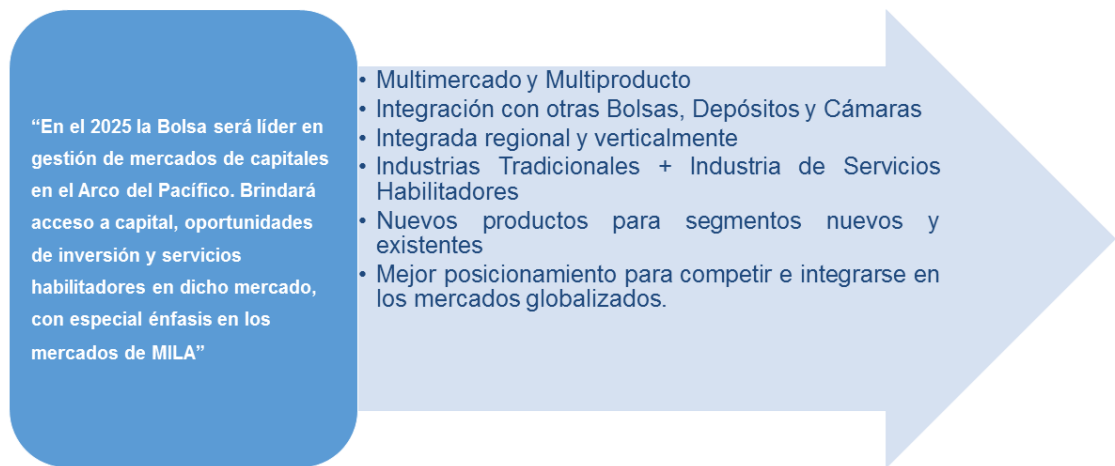 “En el 2025 la Bolsa será líder en
gestión de mercados de capitales
en el Arco del Pacífico. Brindará
acceso a capital, oportunidades
de inversión y servicios
habilitadores en dicho mercado,
con especial énfasis en los
mercados de MILA”
• Multimercado y Multiproducto
• Integración con otras Bolsas, Depósitos y Cámaras
• Integrada regional y verticalmente
• Industrias Tradicionales + Industria de Servicios
Habilitadores
• Nuevos productos para segmentos nuevos y
existentes
• Mejor posicionamiento para competir e integrarse en
los mercados globalizados.